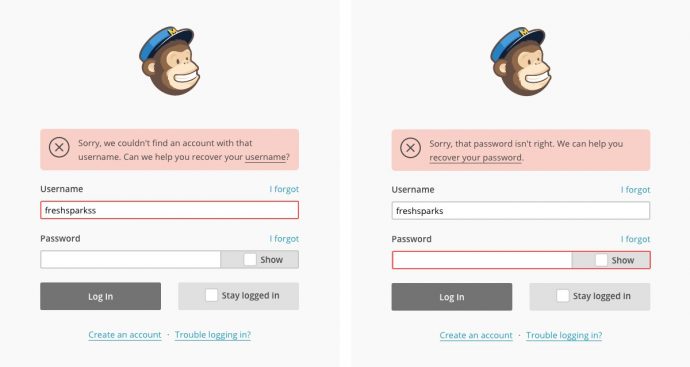 Sorry, we couldn't find an account with that
username. Can we help you recover your username?
Username I forgot
freshsparkss
Password I forgot
Show
Log In Stay logged in
Create an account · Trouble logging in?
Sorry, that password isn't right. We can help you
recover your password.
Username I forgot
freshsparks
Password I forgot
Show
Log In Stay logged in
Create an account · Trouble logging in?